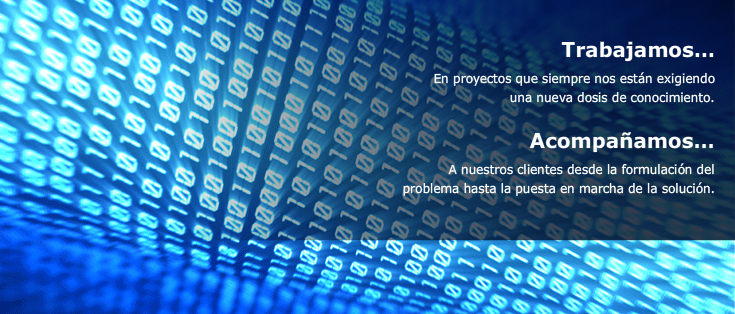 Trabajamos...
En proyectos que siempre nos están exigiendo
una nueva dosis de conocimiento.
Acompañamos...
A nuestros clientes desde la formulación del
problema hasta la puesta en marcha de la solución.